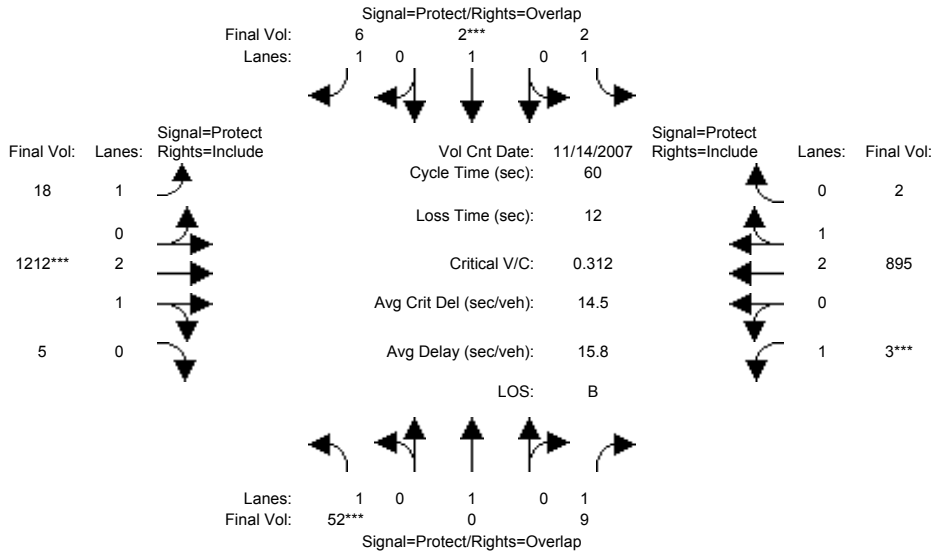 Signal=Protect/Rights=Overlap
Final Vol: 6 2*** 2
Lanes: 1 0 1 0 1
Signal=Protect
Final Vol: Lanes: Rights=Include
Vol Cnt Date: 11/14/2007
Signal=Protect
Rights=Include Lanes: Final Vol:
Cycle Time (sec): 60
18 1 0 2
Loss Time (sec): 12
0 1
1212*** 2 Critical V/C: 0.312 2 895
1 Avg Crit Del (sec/veh): 14.5 0
5 0 Avg Delay (sec/veh): 15.8 1 3***
LOS: B
Lanes: 1 0 1 0 1
Final Vol: 52*** 0 9
Signal=Protect/Rights=Overlap